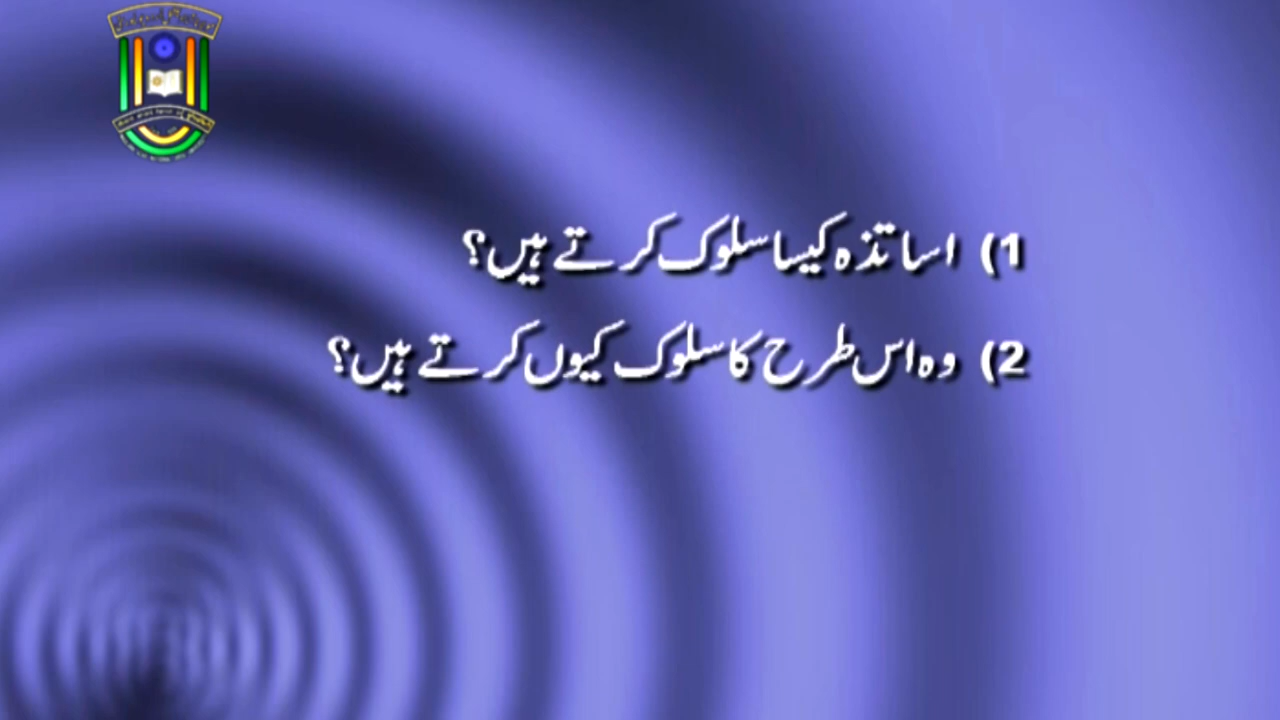 1) اساتذہ کیسا سلوک کرتے ہیں؟
2) وہ اس طرح کا سلوک کیوں کرتے ہیں؟